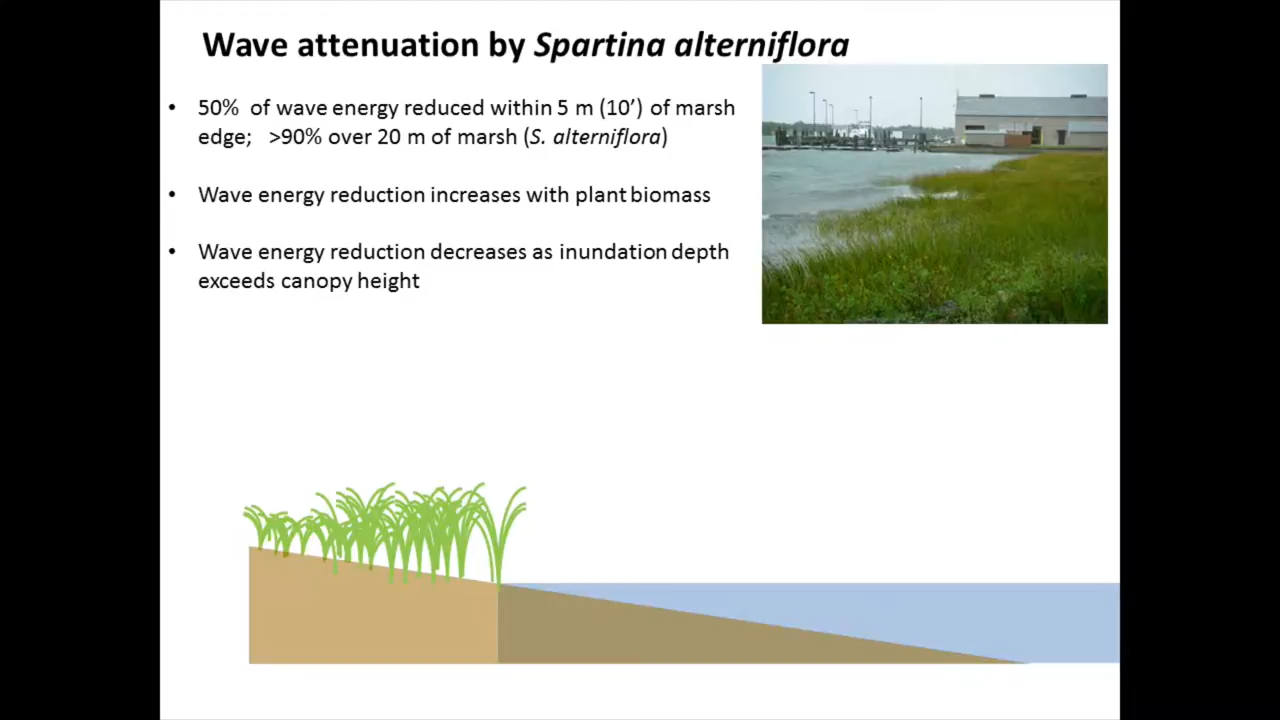 Wave attenuation by Spartina alterniflora
• 50% of wave energy reduced within 5 m (10’) of marsh
edge; >90% over 20 m of marsh (S. alterniflora)
• Wave energy reduction increases with plant biomass
• Wave energy reduction decreases as inundation depth
exceeds canopy height